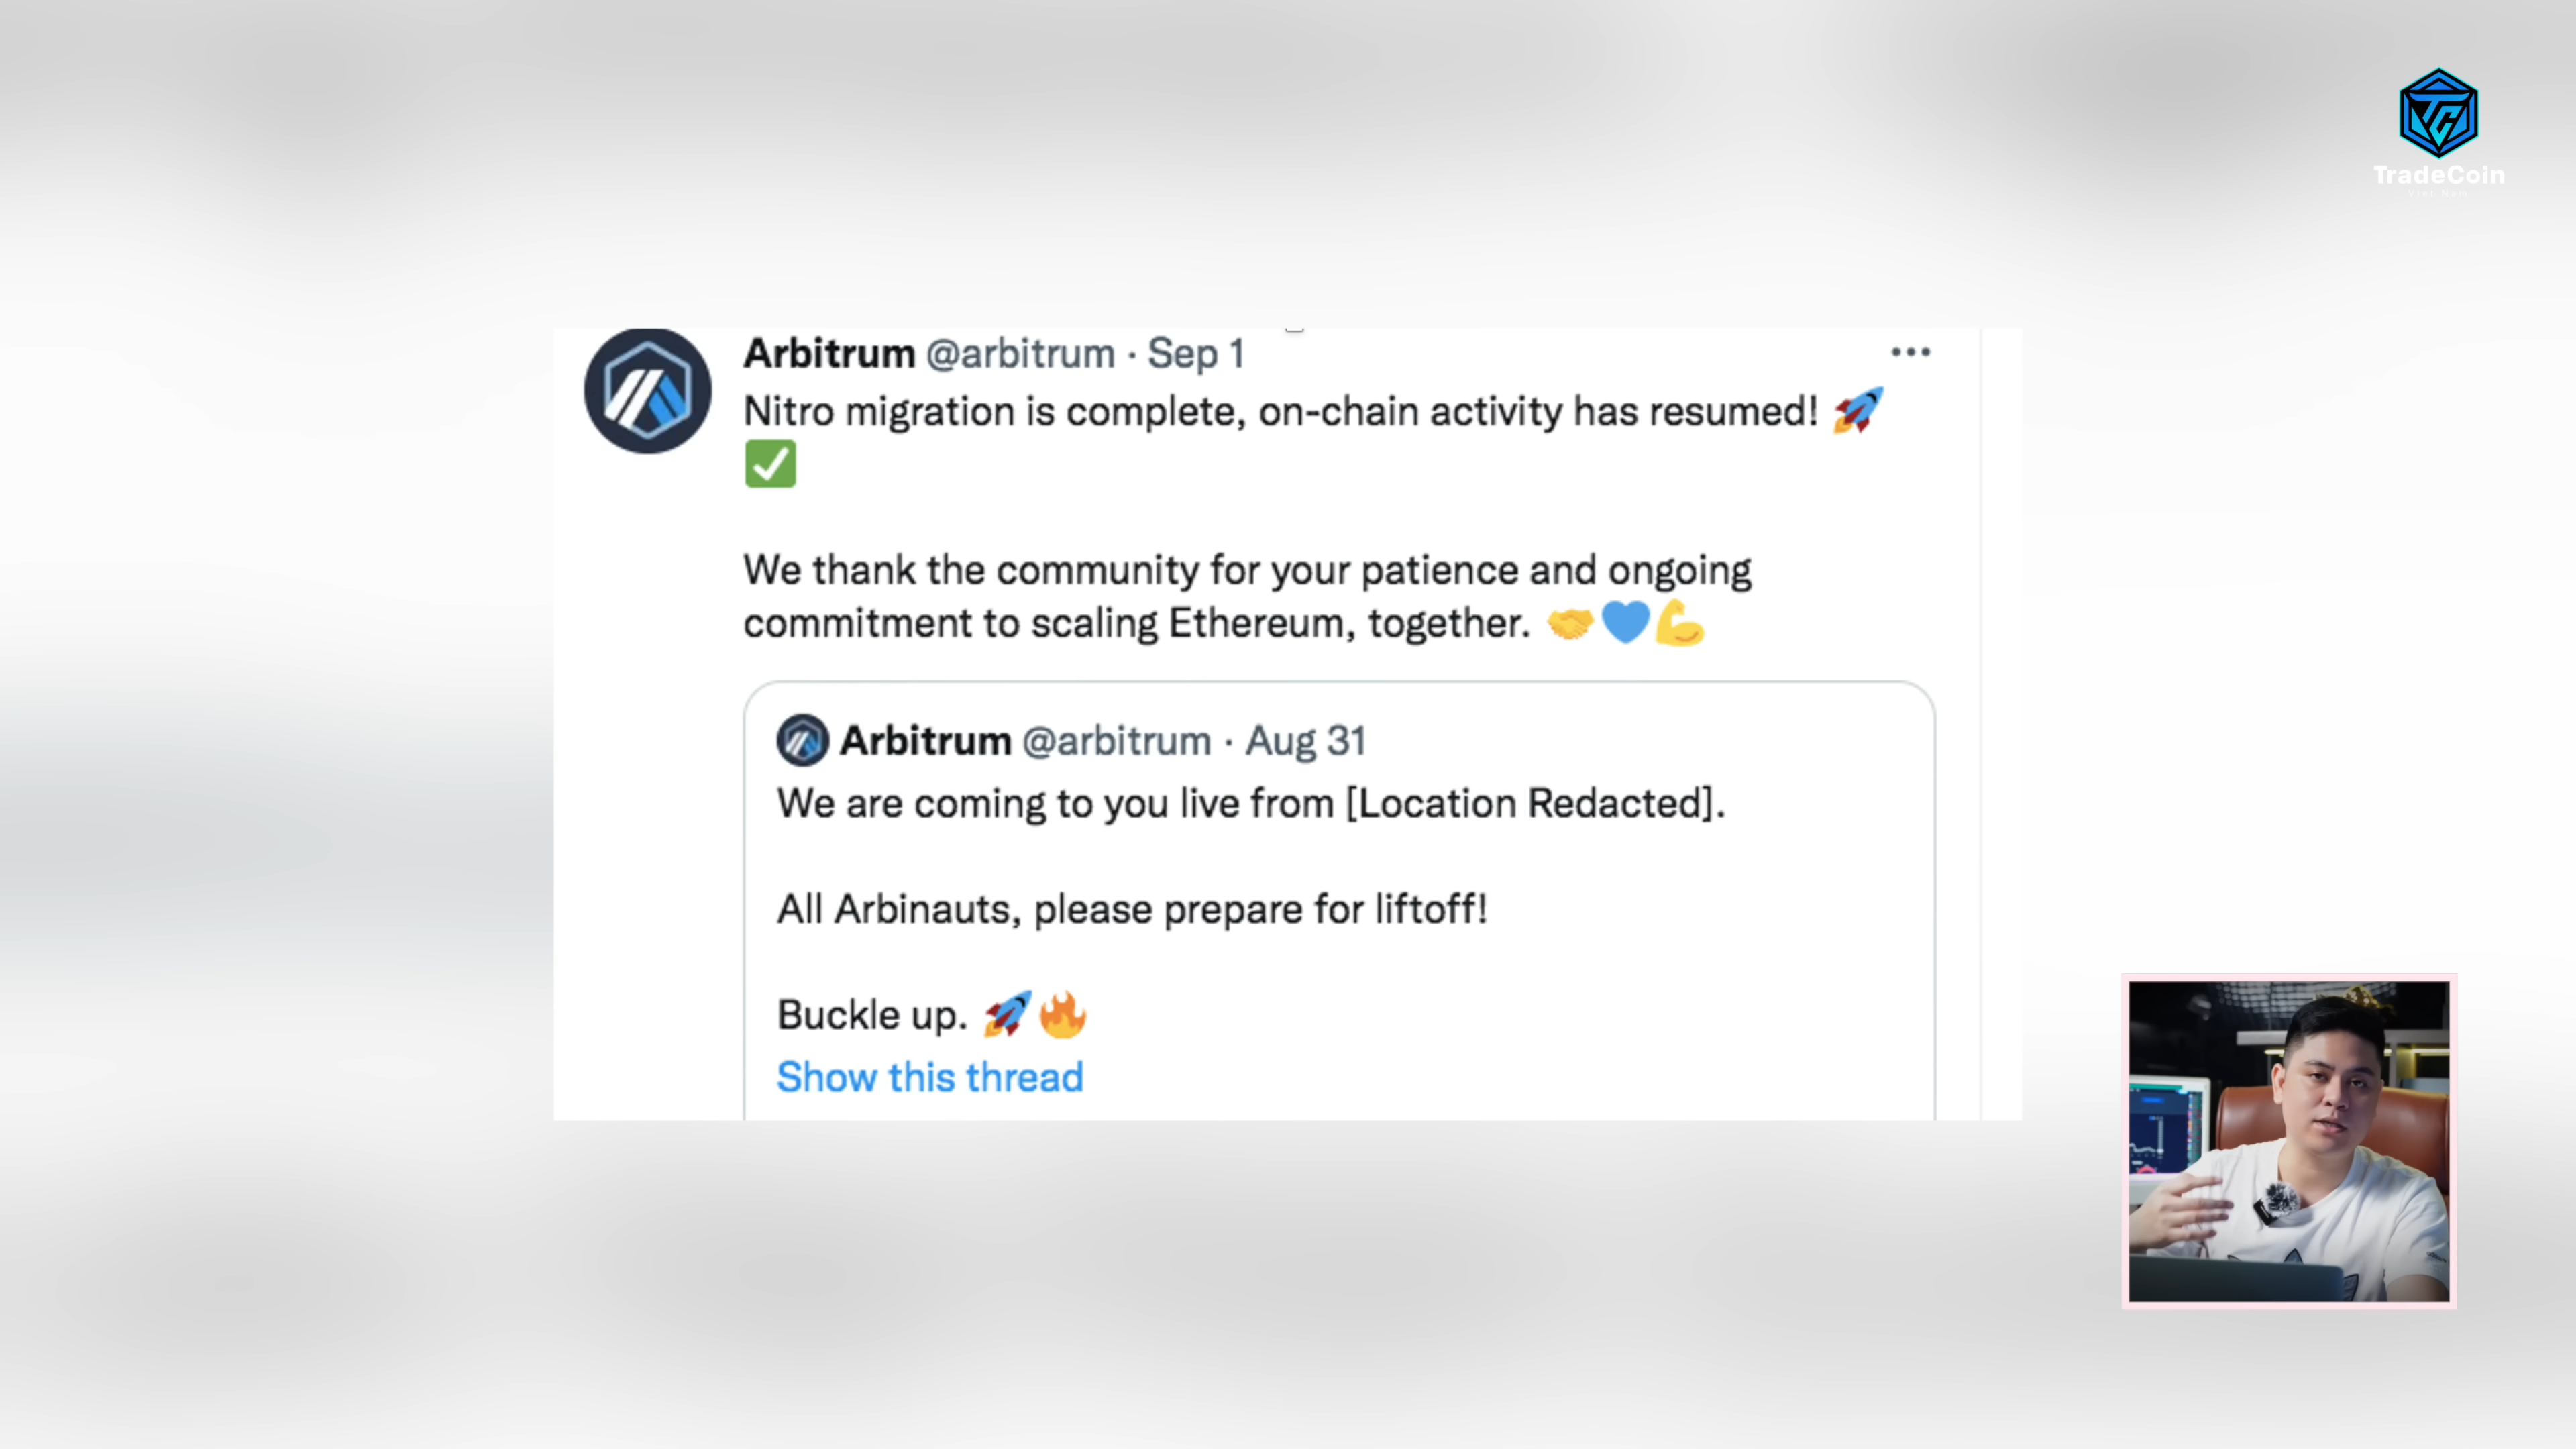 TradeCoin
Arbitrum @arbitrum · Sep 1
Nitro migration is complete, on-chain activity has resumed! 🚀
✅
We thank the community for your patience and ongoing
commitment to scaling Ethereum, together. 🤝💙💪
Arbitrum @arbitrum · Aug 31
We are coming to you live from [Location Redacted].
All Arbinauts, please prepare for liftoff!
Buckle up. 🚀🔥
Show this thread